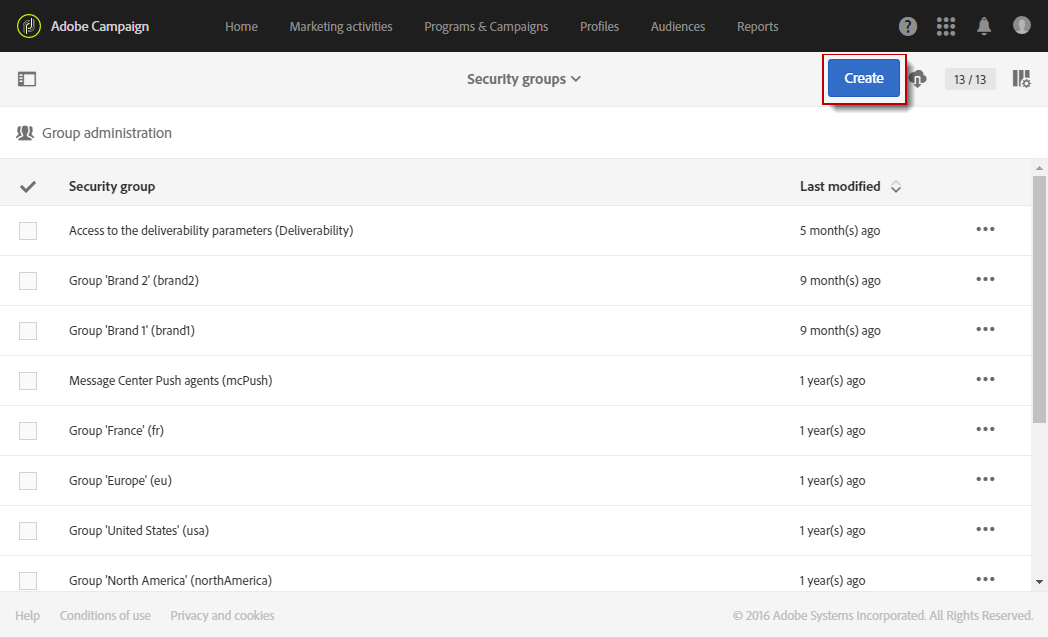 Adobe Campaign Home Marketing activities Programs & Campaigns Profiles Audiences Reports
Security groups Create 13 / 13
Group administration
Security group Last modified
Access to the deliverability parameters (Deliverability) 5 month(s) ago
Group 'Brand 2' (brand2) 9 month(s) ago
Group 'Brand 1' (brand1) 9 month(s) ago
Message Center Push agents (mcPush) 1 year(s) ago
Group 'France' (fr) 1 year(s) ago
Group 'Europe' (eu) 1 year(s) ago
Group 'United States' (usa) 1 year(s) ago
Group 'North America' (northAmerica) 1 year(s) ago
Help Conditions of use Privacy and cookies © 2016 Adobe Systems Incorporated. All Rights Reserved.